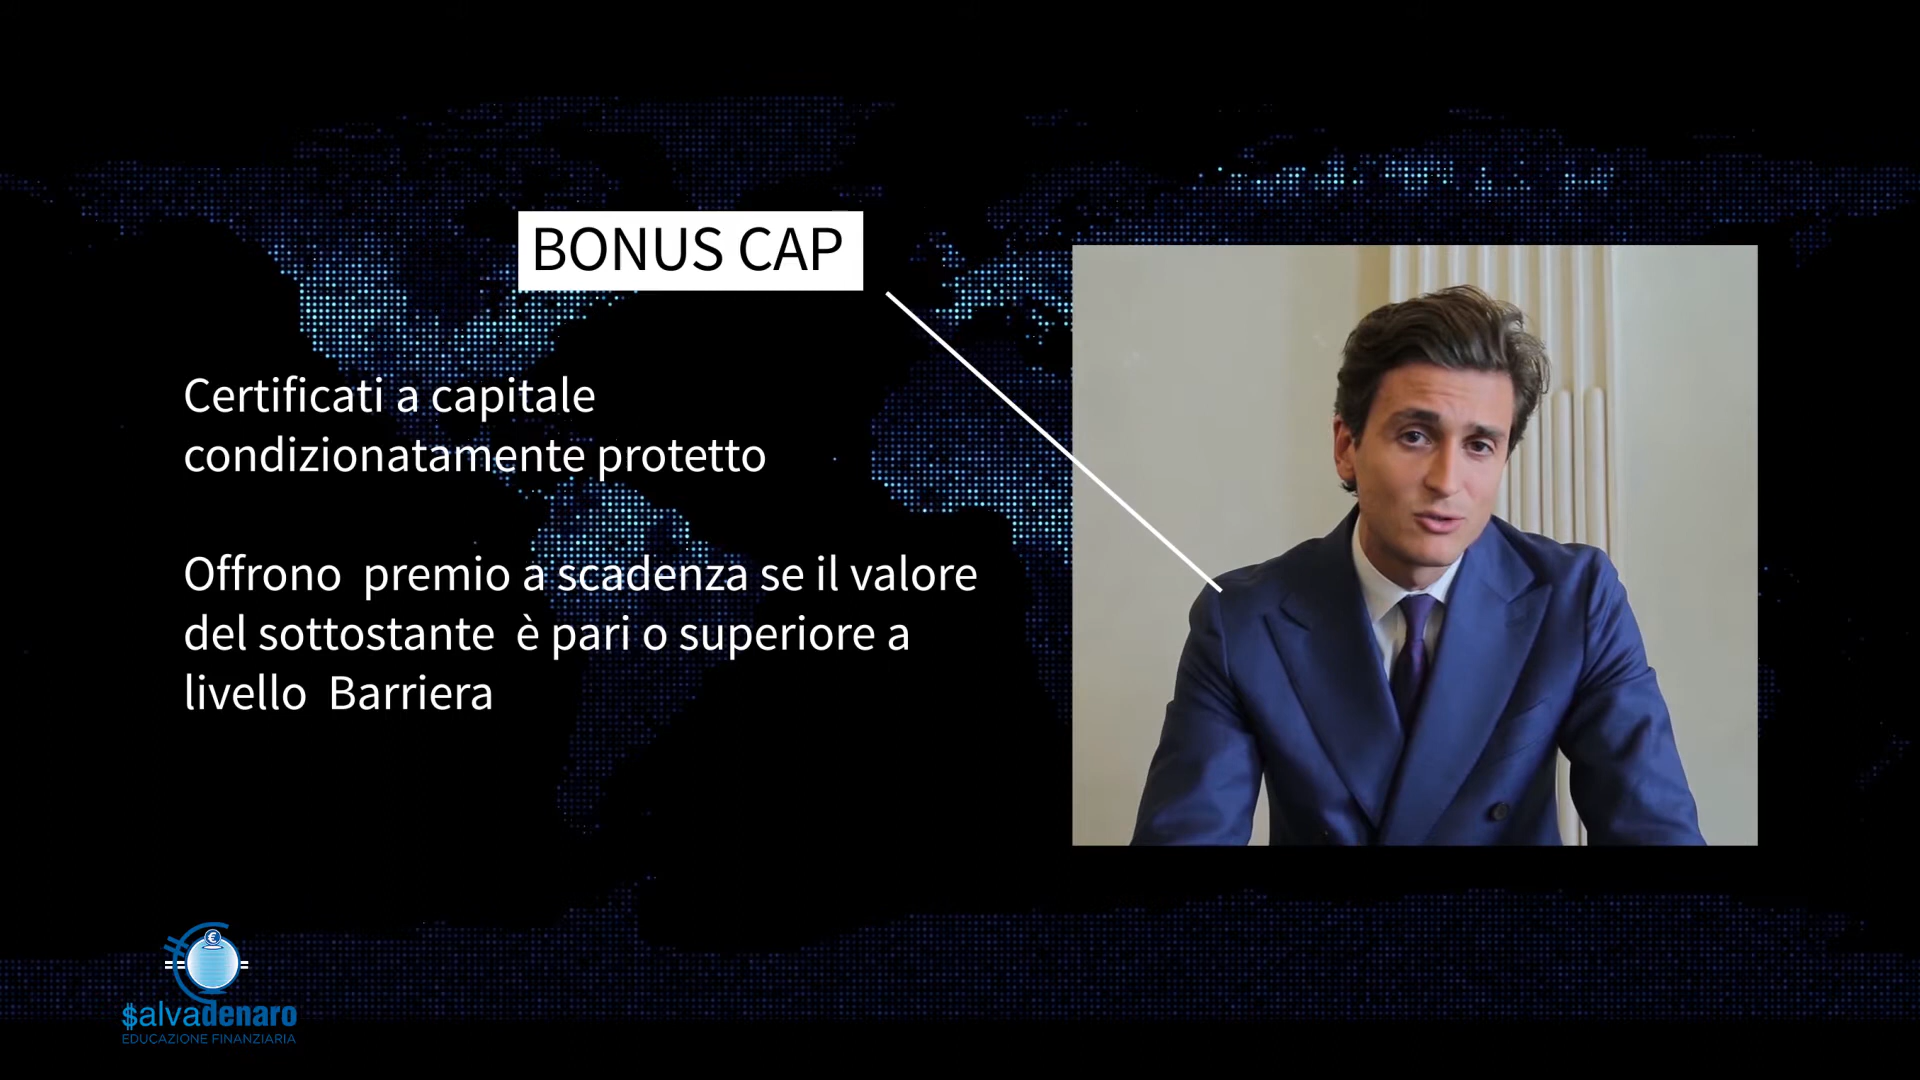 BONUS CAP
Certificati a capitale
condizionatamente protetto
Offrono premio a scadenza se il valore
del sottostante è pari o superiore a
livello Barriera
€
$alvadenaro
EDUCAZIONE FINANZIARIA